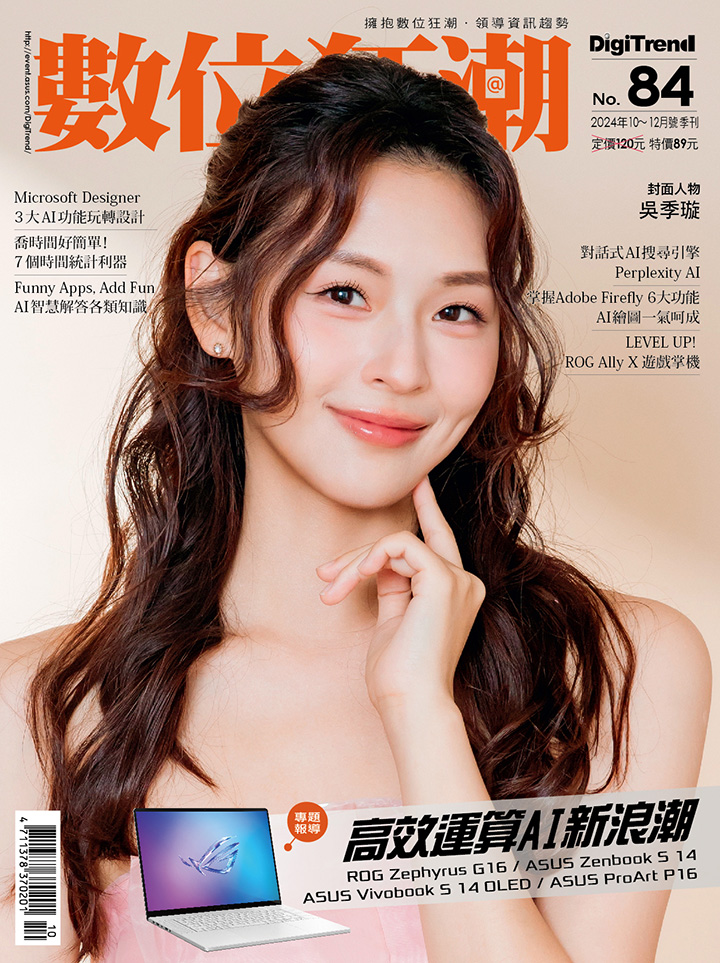 擁抱數位狂潮．領導資訊趨勢
http://event.asus.com/DigiTrend/
數位狂潮
@
DigiTrend
No. 84
2024年10～12月號季刊
定價120元 特價89元
Microsoft Designer
3大AI功能玩轉設計
喬時間好簡單！
7個時間統計利器
Funny Apps, Add Fun
AI智慧解答各類知識
封面人物
吳季璇
對話式AI搜尋引擎
Perplexity AI
掌握Adobe Firefly 6大功能
AI繪圖一氣呵成
LEVEL UP!
ROG Ally X 遊戲掌機
專題
報導
高效運算AI新浪潮
ROG Zephyrus G16 / ASUS Zenbook S 14
ASUS Vivobook S 14 OLED / ASUS ProArt P16
4 711378 370201
10